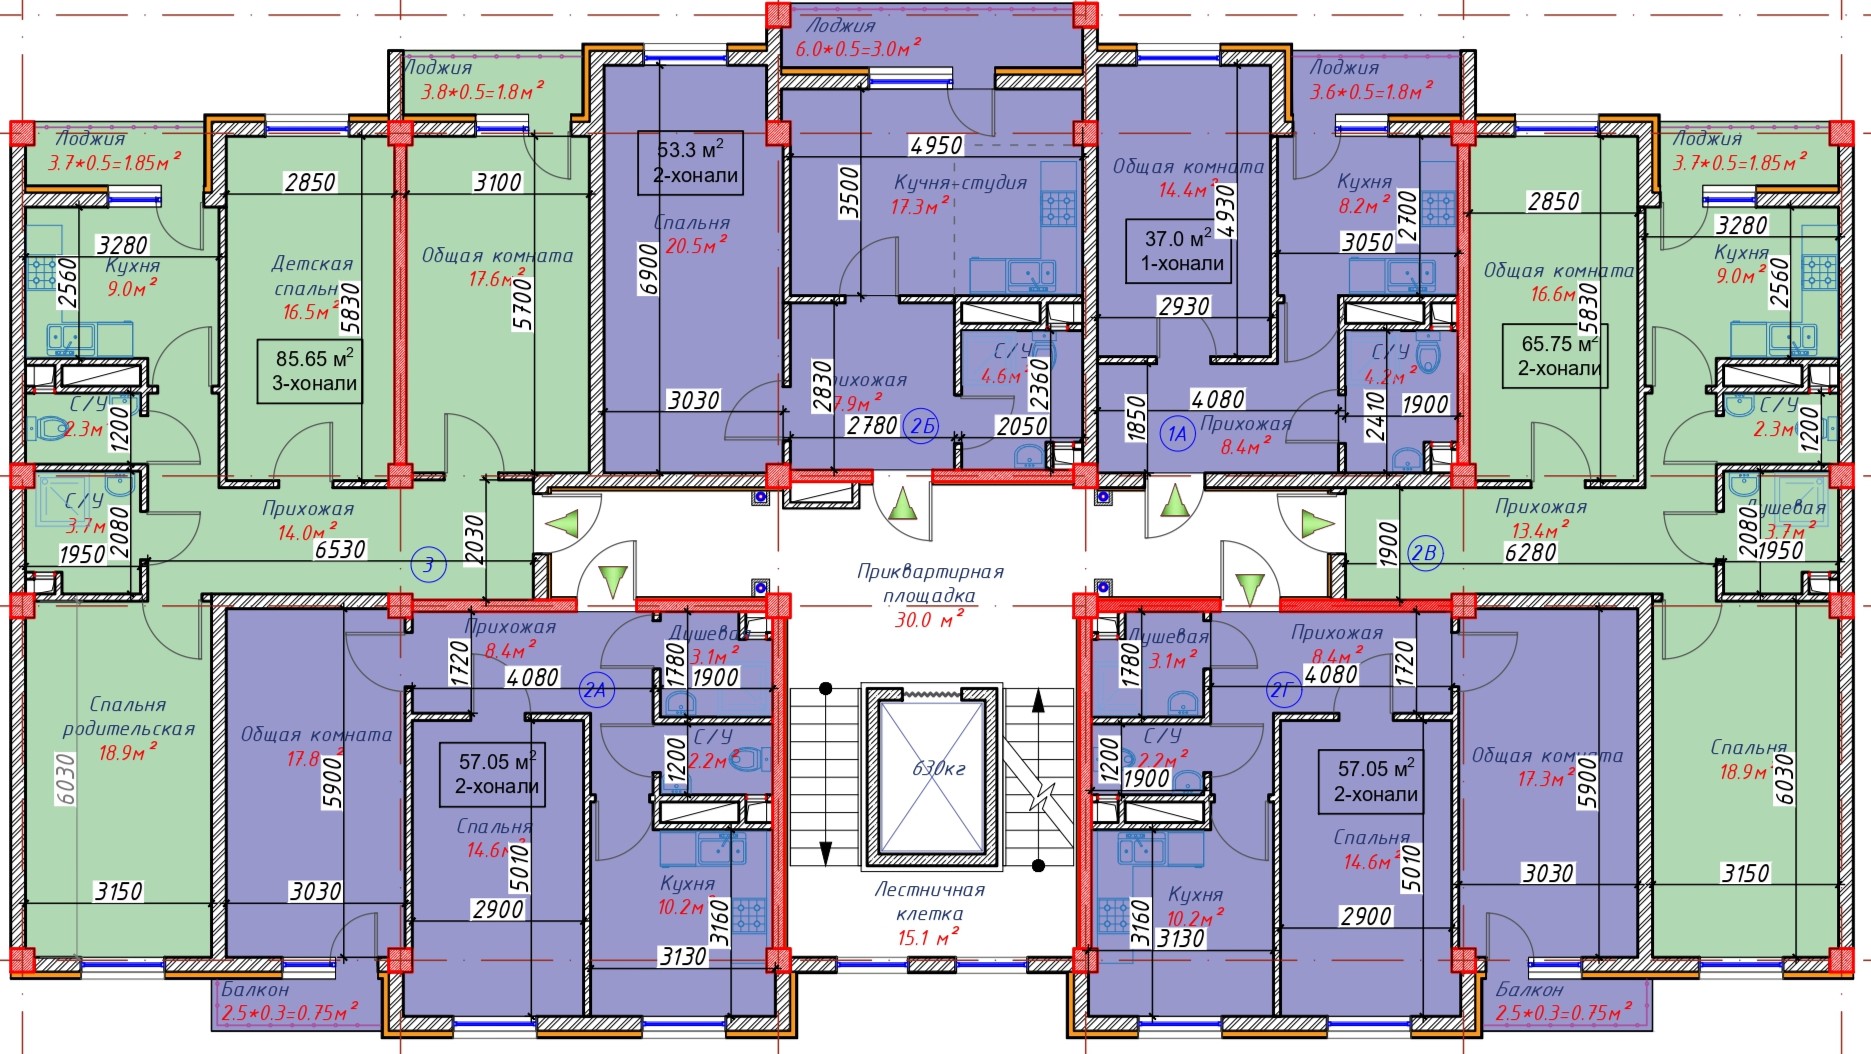 Лоджия
6.0*0.5=3.0м²
Лоджия
3.8*0.5=1.8м²
Лоджия
3.6*0.5=1.8м²
Лоджия
3.7*0.5=1.85м²
Лоджия
3.7*0.5=1.85м²
3280
2560
Кухня
9.0м²
2850
Детская
спальн
16.5м²
5830
85.65 м²
3-хонали
3100
Общая комната
17.6м²
5700
53.3 м²
2-хонали
Спальня
20.5м²
6900
3030
4950
3500
Кучня-студия
17.3м²
2830
рихожая
7.9м²
2780
2Б
С/У
4.6м²
2360
2050
Общая комната
14.4м²
4930
37.0 м²
1-хонали
2930
Кухня
8.2м²
2700
3050
1850
4080
1А
Прихожая
8.4м²
С/У
4.2м²
2410
1900
2850
Общая комната
16.6м²
5830
65.75 м²
2-хонали
3280
Кухня
9.0м²
2560
С/У
2.3м²
1200
С/У
3.7м
2080
1950
Прихожая
14.0м²
6530
3
2030
С/У
2.3м
1200
Душевая
3.7м²
2080
1950
Прихожая
13.4м²
6280
2В
1900
Приквартирная
площадка
30.0 м²
Спальня
родительская
18.9м²
6030
3150
Общая комната
17.8
5900
3030
Прихожая
8.4м²
1720
4080
2А
Душевая
3.1м²
1780
1900
С/У
2.2м²
1200
57.05 м²
2-хонали
Спальня
14.6м²
5010
2900
Кухня
10.2м²
3160
3130
630кг
Лестничная
клетка
15.1 м²
Душевая
3.1м²
1780
Прихожая
8.4м²
1720
4080
2Г
С/У
2.2м²
1200
1900
57.05 м²
2-хонали
Спальня
14.6м²
5010
2900
Кухня
10.2м²
3160
3130
Общая комната
17.3м²
5900
3030
Спальня
18.9м²
6030
3150
Балкон
2.5*0.3=0.75м²
Балкон
2.5*0.3=0.75м²